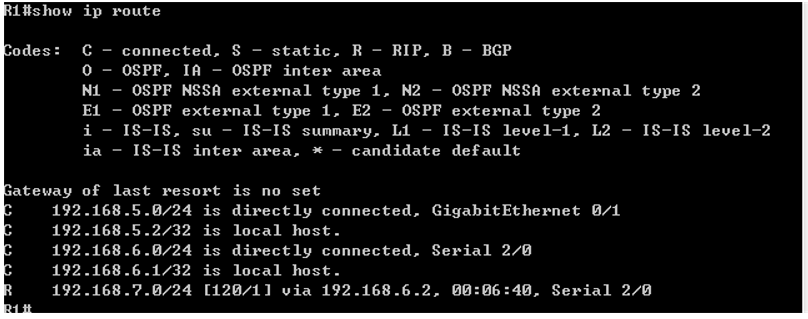 R1#show ip route
Codes:  C - connected, S - static, R - RIP, B - BGP
        O - OSPF, IA - OSPF inter area
        N1 - OSPF NSSA external type 1, N2 - OSPF NSSA external type 2
        E1 - OSPF external type 1, E2 - OSPF external type 2
        i - IS-IS, su - IS-IS summary, L1 - IS-IS level-1, L2 - IS-IS level-2
        ia - IS-IS inter area, * - candidate default
Gateway of last resort is no set
C    192.168.5.0/24 is directly connected, GigabitEthernet 0/1
C    192.168.5.2/32 is local host.
C    192.168.6.0/24 is directly connected, Serial 2/0
C    192.168.6.1/32 is local host.
R    192.168.7.0/24 [120/1] via 192.168.6.2, 00:06:40, Serial 2/0
R1#